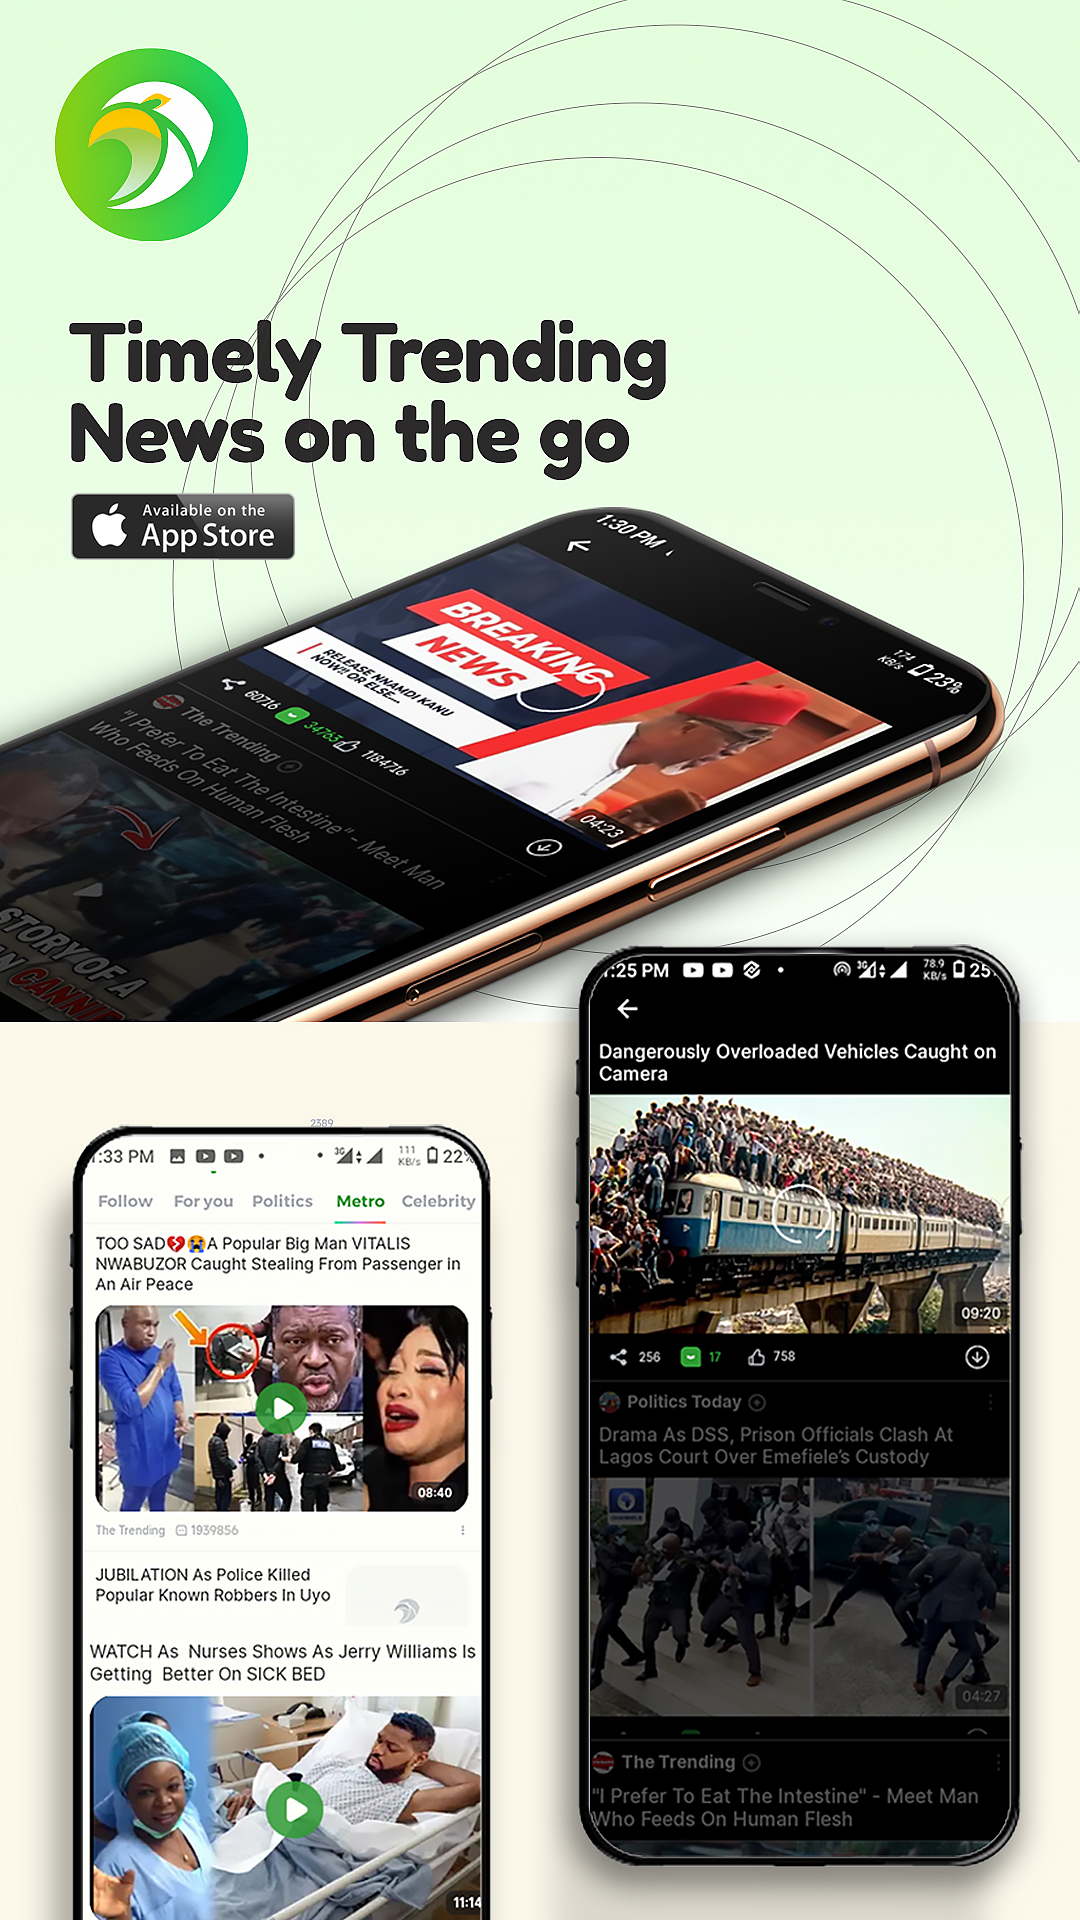 Timely Trending
News on the go
Available on the
App Store
1:30 PM
174
KB/s
23%
BREAKING
NEWS
RELEASE NNAMDI KANU
NOW!! OR ELSE...
04:23
60716
34763
1184716
The Trending
"I Prefer To Eat The Intestine" - Meet Man
Who Feeds On Human Flesh
STORY OF A
:25 PM
3G
78.9
KB/s
25
Dangerously Overloaded Vehicles Caught on
Camera
09:20
256
17
758
Politics Today
Drama As DSS, Prison Officials Clash At
Lagos Court Over Emefiele's Custody
CHANNELS
04:27
The Trending
"I Prefer To Eat The Intestine" - Meet Man
Who Feeds On Human Flesh
2389
:33 PM
3G
111
KB/s
22%
Follow
For you
Politics
Metro
Celebrity
TOO SAD💔😭A Popular Big Man VITALIS
NWABUZOR Caught Stealing From Passenger in
An Air Peace
POLICE
08:40
The Trending
1939856
JUBILATION As Police Killed
Popular Known Robbers In Uyo
WATCH As Nurses Shows As Jerry Williams Is
Getting Better On SICK BED
11:14